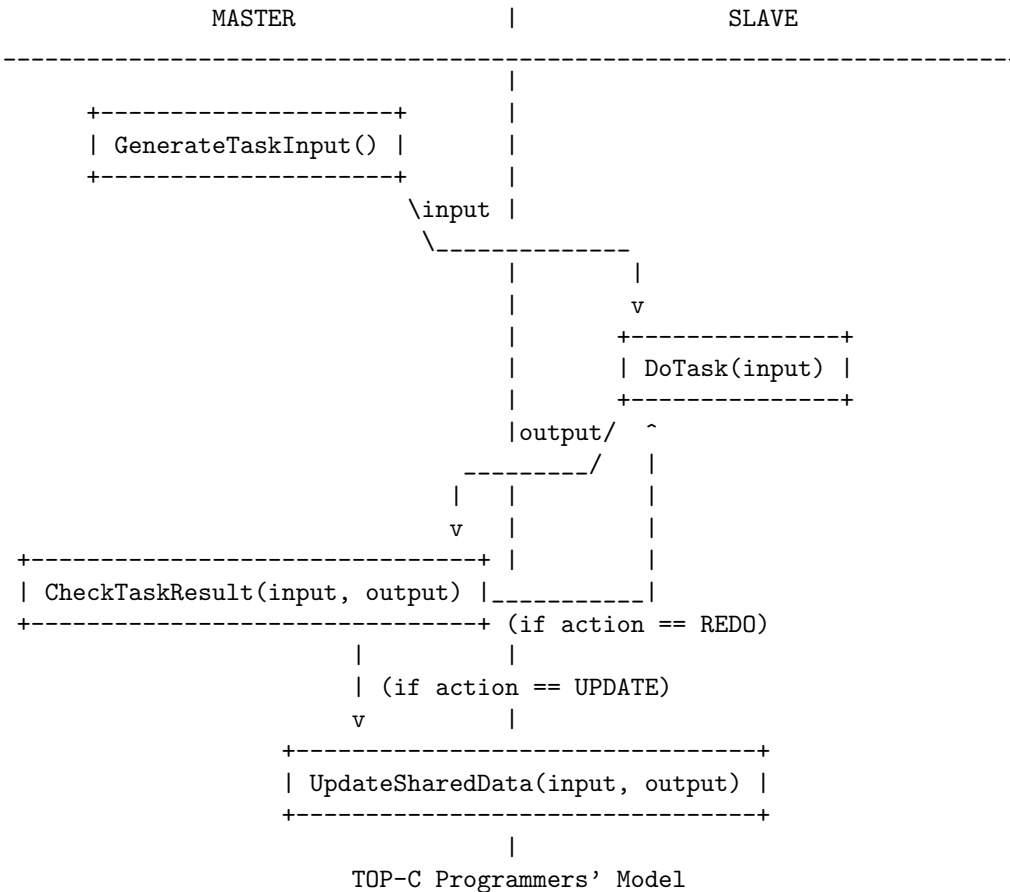 MASTER | SLAVE
GenerateTaskInput()
input
v
DoTask(input)
output
v
CheckTaskResult(input, output)
(if action == REDO)
(if action == UPDATE)
v
UpdateSharedData(input, output)
TOP-C Programmers’ Model